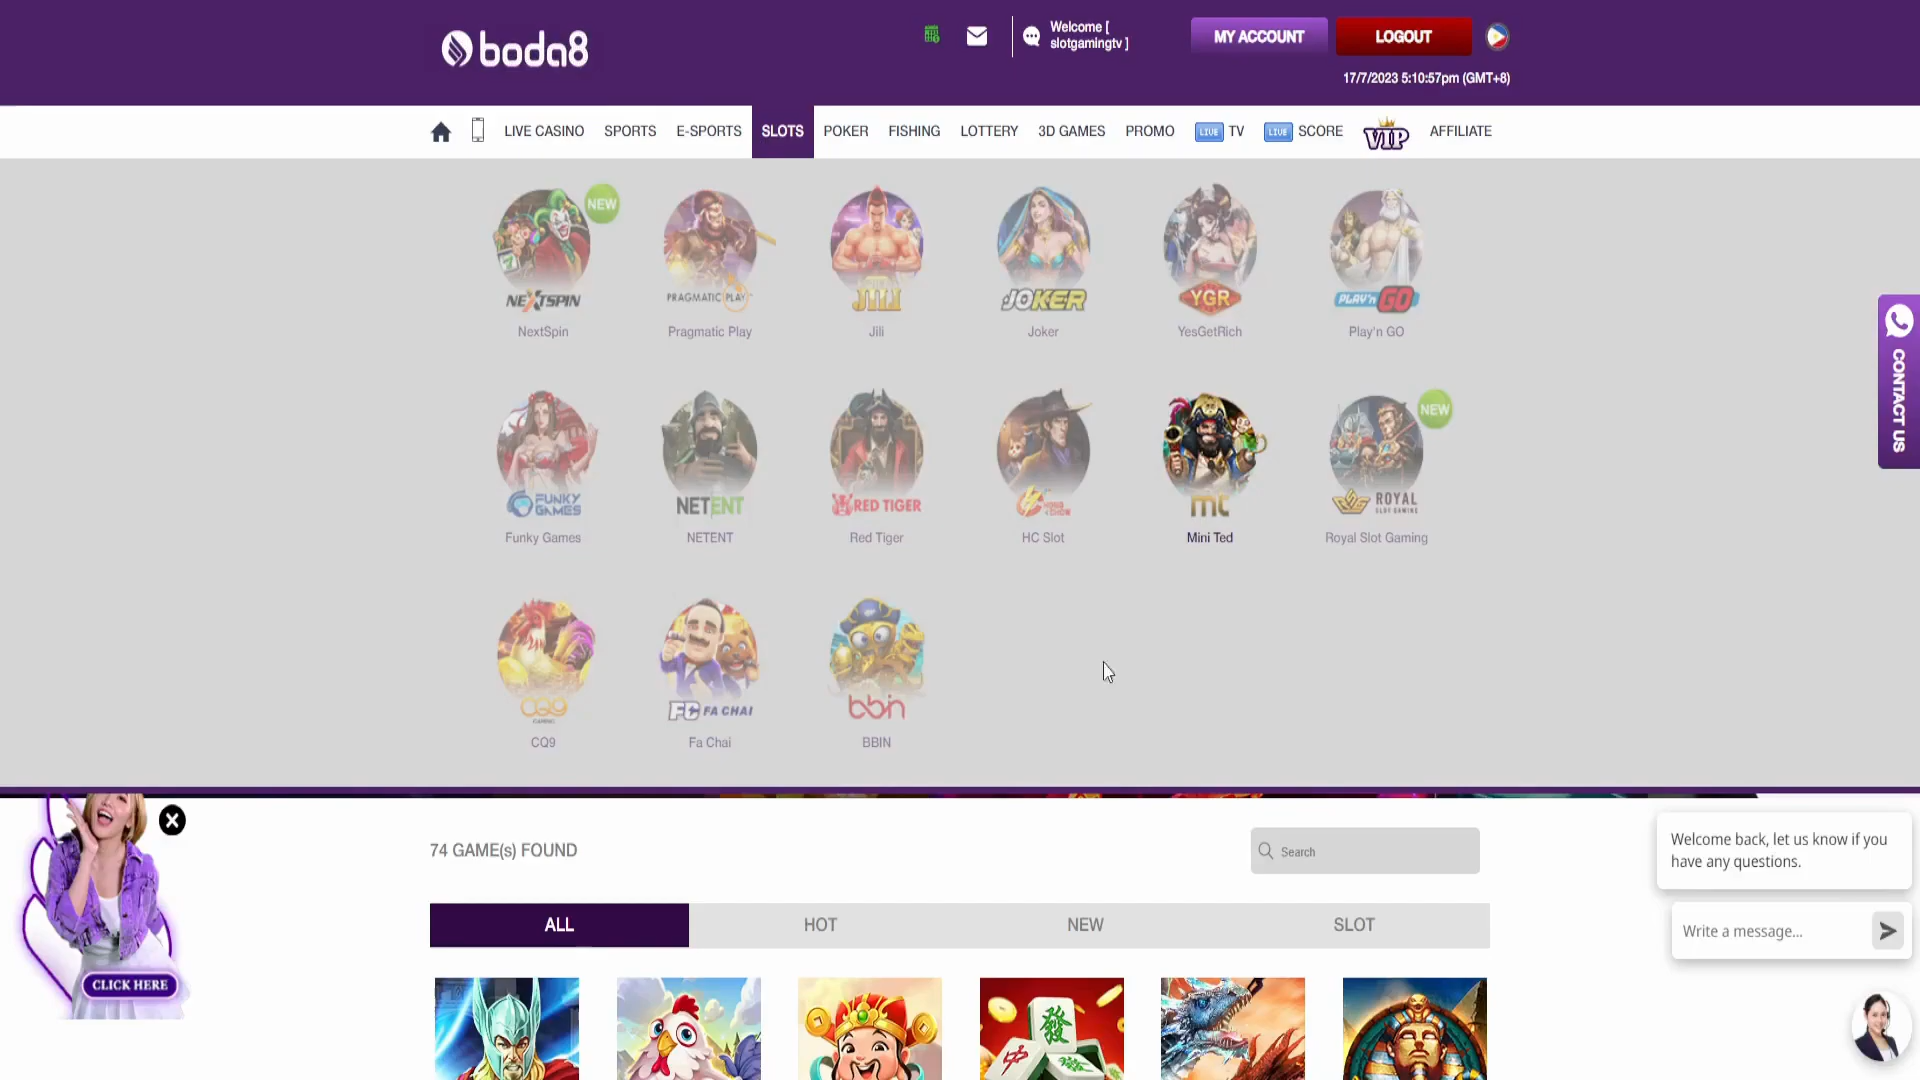 boda8
Welcome [
slotgamingtv ]
MY ACCOUNT
LOGOUT
17/7/2023 5:10:57pm (GMT+8)
LIVE CASINO
SPORTS
E-SPORTS
SLOTS
POKER
FISHING
LOTTERY
3D GAMES
PROMO
LIVE TV
LIVE SCORE
VIP
AFFILIATE
NEW
NEXTSPIN
PRAGMATIC PLAY
JILI
JOKER
YGR
PLAY'n GO
NextSpin
Pragmatic Play
Jili
Joker
YesGetRich
Play'n GO
CONTACT US
NEW
FUNKY
GAMES
NETENT
RED TIGER
ROYAL
SLOT GAMING
Funky Games
NETENT
Red Tiger
HC Slot
Mini Ted
Royal Slot Gaming
CQ9
GAMING
FC FA CHAI
bbin
CQ9
Fa Chai
BBIN
74 GAME(s) FOUND
Search
Welcome back, let us know if you
have any questions.
ALL
HOT
NEW
SLOT
Write a message...
CLICK HERE
發
中